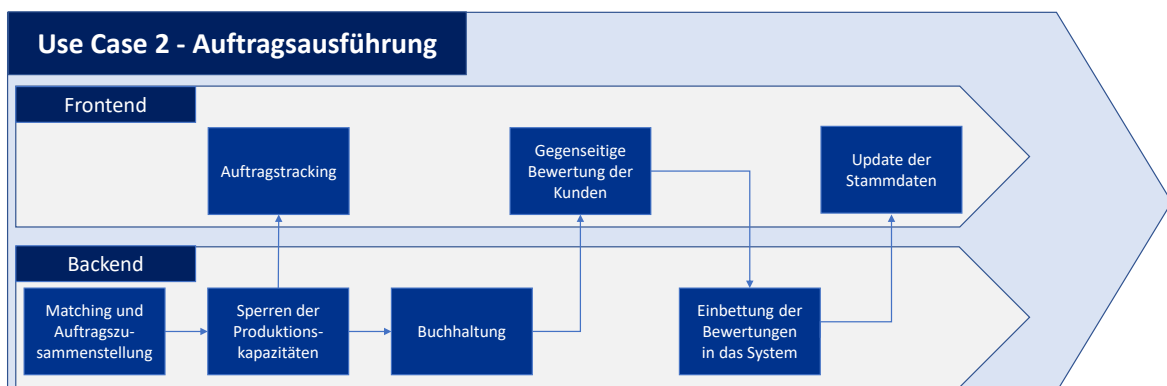 Use Case 2 - Auftragsausführung
Frontend
Auftragstracking
Gegenseitige
Bewertung der
Kunden
Update der
Stammdaten
Backend
Matching und
Auftragszu-
sammenstellung
Sperren der
Produktions-
kapazitäten
Buchhaltung
Einbettung der
Bewertungen
in das System